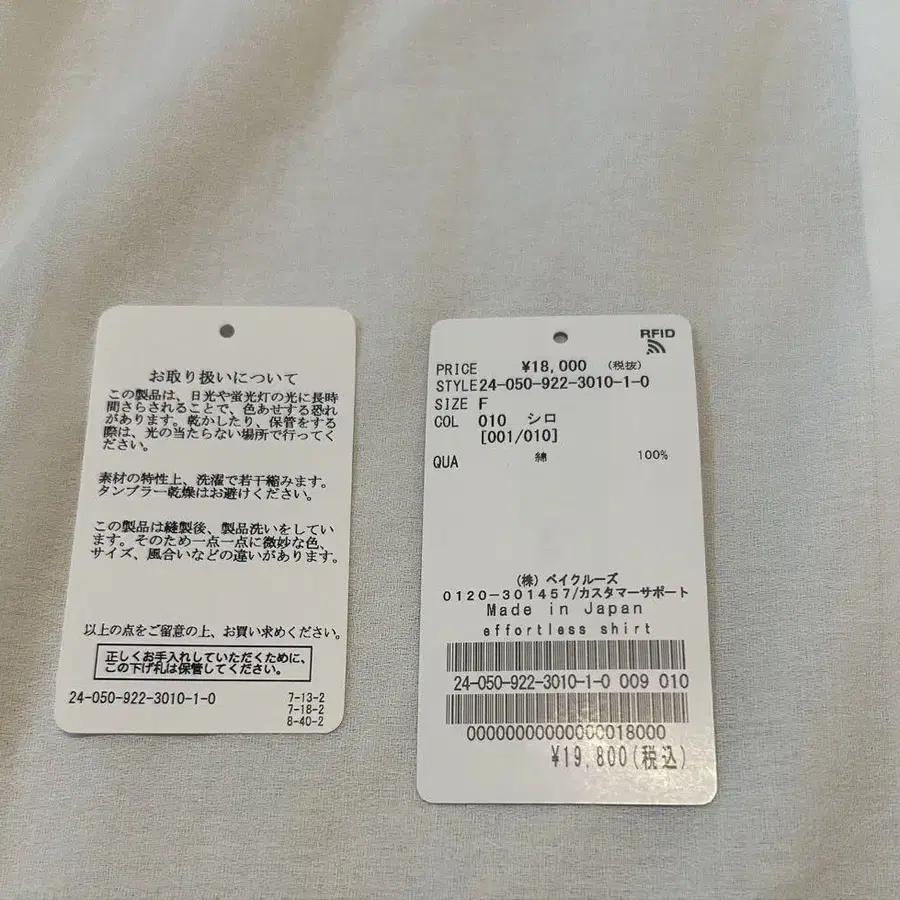 お取り扱いについて
この製品は、日光や蛍光灯の光に長時
間さらされることで、色あせする恐れ
があります。乾かしたり、保管をする
際は、光の当たらない場所で行ってく
ださい。
素材の特性上、洗濯で若干縮みます。
タンブラー乾燥はお避けください。
この製品は縫製後、製品洗いをしてい
ます。そのため一点一点に微妙な色、
サイズ、風合いなどの違いがあります。
以上の点をご留意の上、お買い求めください。
正しくお手入れしていただくために、
この下げ札は保管してください。
24-050-922-3010-1-0 7-13-2
7-18-2
8-40-2
RFID
PRICE ¥18,000 (税抜)
STYLE 24-050-922-3010-1-0
SIZE F
COL 010 シロ
[001/010]
QUA 綿 100%
(株) ベイクルーズ
0120-301457/カスタマーサポート
Made in Japan
effortless shirt
24-050-922-3010-1-0 009 010
00000000000000018000
¥19,800(税込)